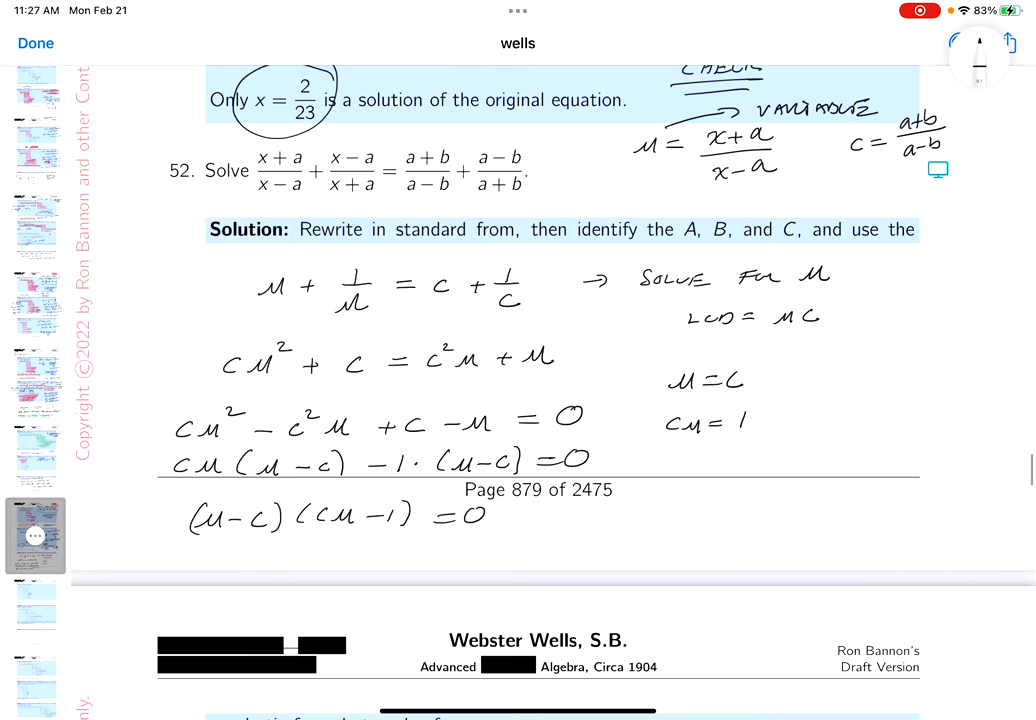 11:27 AM Mon Feb 21
83%
Done
wells
Only x = 2/23 is a solution of the original equation.
CHECK
→ VARIABLE
u = (x+a)/(x-a)
c = (a+b)/(a-b)
52. Solve (x + a)/(x − a) + (x − a)/(x + a) = (a + b)/(a − b) + (a − b)/(a + b).
Solution: Rewrite in standard from, then identify the A, B, and C, and use the
u + 1/u = c + 1/c → SOLVE FOR u
LCD = uc
cu² + c = c²u + u
u = c
cu² − c²u + c − u = 0
cu = 1
cu(u − c) − 1·(u − c) = 0
Page 879 of 2475
(u − c)(cu − 1) = 0
Webster Wells, S.B.
Advanced Algebra, Circa 1904
Ron Bannon's
Draft Version
Copyright ©2022 by Ron Bannon and other Cont
nly.